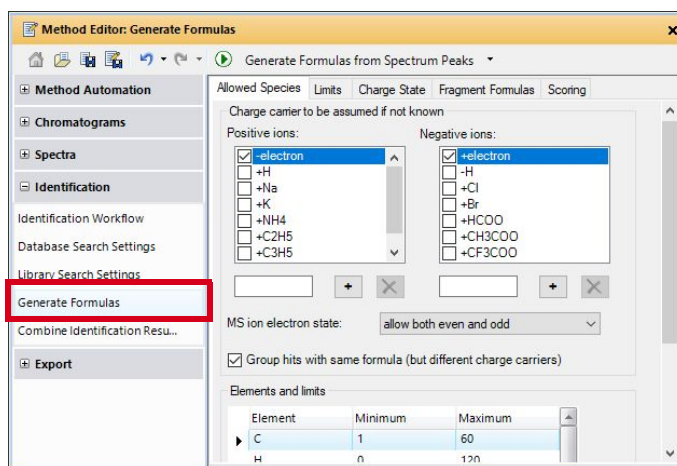 Method Editor: Generate Formulas
Generate Formulas from Spectrum Peaks
Method Automation
Chromatograms
Spectra
Identification
Identification Workflow
Database Search Settings
Library Search Settings
Generate Formulas
Combine Identification Resu...
Export
Allowed Species Limits Charge State Fragment Formulas Scoring
Charge carrier to be assumed if not known
Positive ions: Negative ions:
-electron +electron
+H -H
+Na +Cl
+K +Br
+NH4 +HCOO
+C2H5 +CH3COO
+C3H5 +CF3COO
MS ion electron state: allow both even and odd
Group hits with same formula (but different charge carriers)
Elements and limits
Element Minimum Maximum
C 1 60
H 0 120